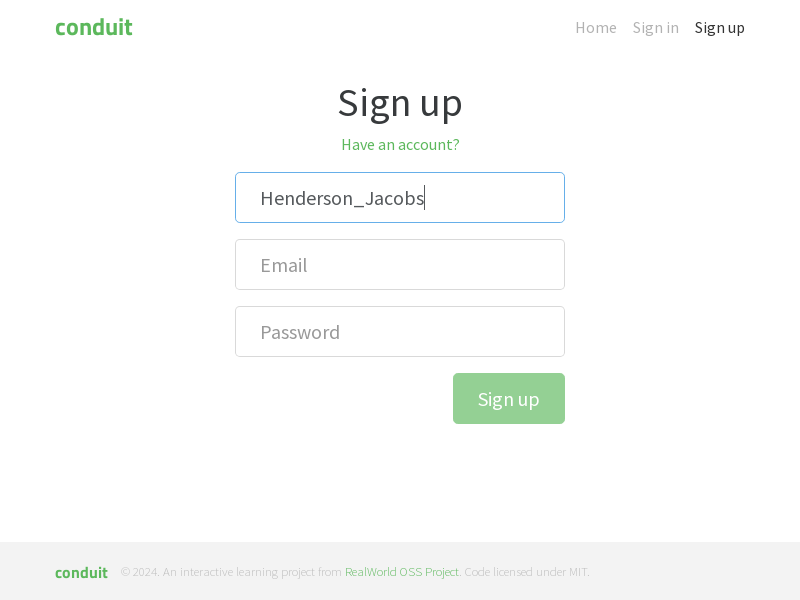 conduit
Home Sign in Sign up
Sign up
Have an account?
Henderson_Jacobs
Email
Password
Sign up
conduit © 2024. An interactive learning project from RealWorld OSS Project. Code licensed under MIT.